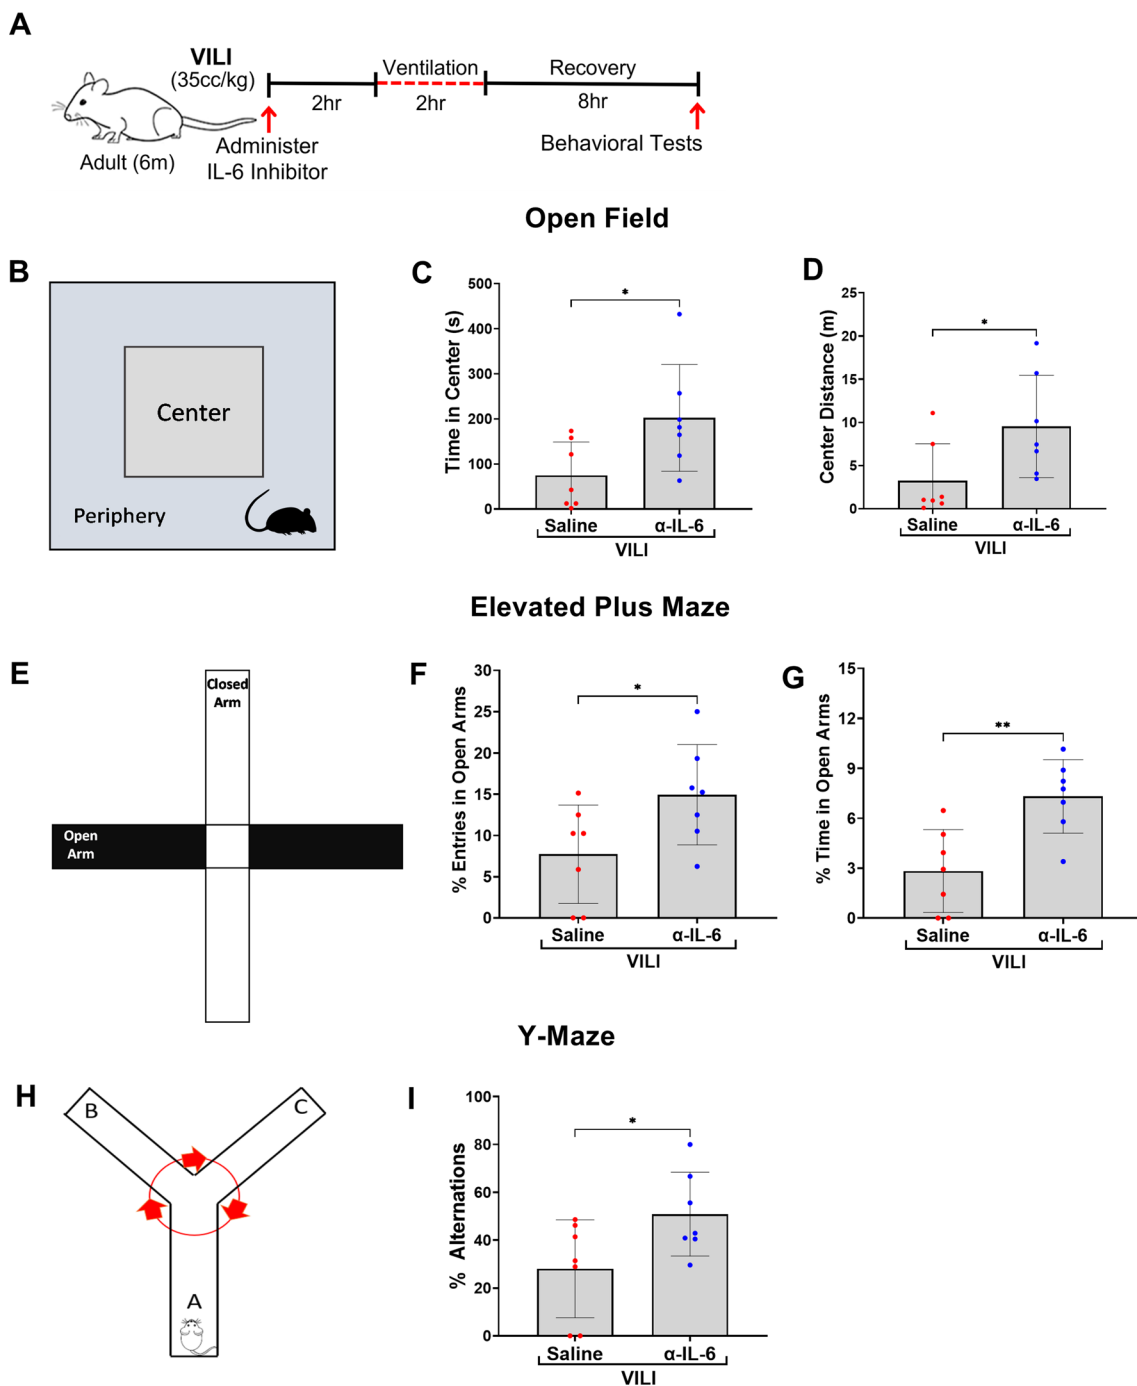 A
VILI
(35cc/kg)
Ventilation
Recovery
2hr
2hr
8hr
Adult (6m)
Administer
IL-6 Inhibitor
Behavioral Tests
Open Field
B
Center
Periphery
C
Time in Center (s)
500
400
300
200
100
0
*
Saline
α-IL-6
VILI
D
Center Distance (m)
25
20
15
10
5
0
*
Saline
α-IL-6
VILI
Elevated Plus Maze
E
Closed
Arm
Open
Arm
F
% Entries in Open Arms
30
25
20
15
10
5
0
*
Saline
α-IL-6
VILI
G
% Time in Open Arms
15
12
9
6
3
0
**
Saline
α-IL-6
VILI
Y-Maze
H
B
C
A
I
% Alternations
100
80
60
40
20
0
*
Saline
α-IL-6
VILI